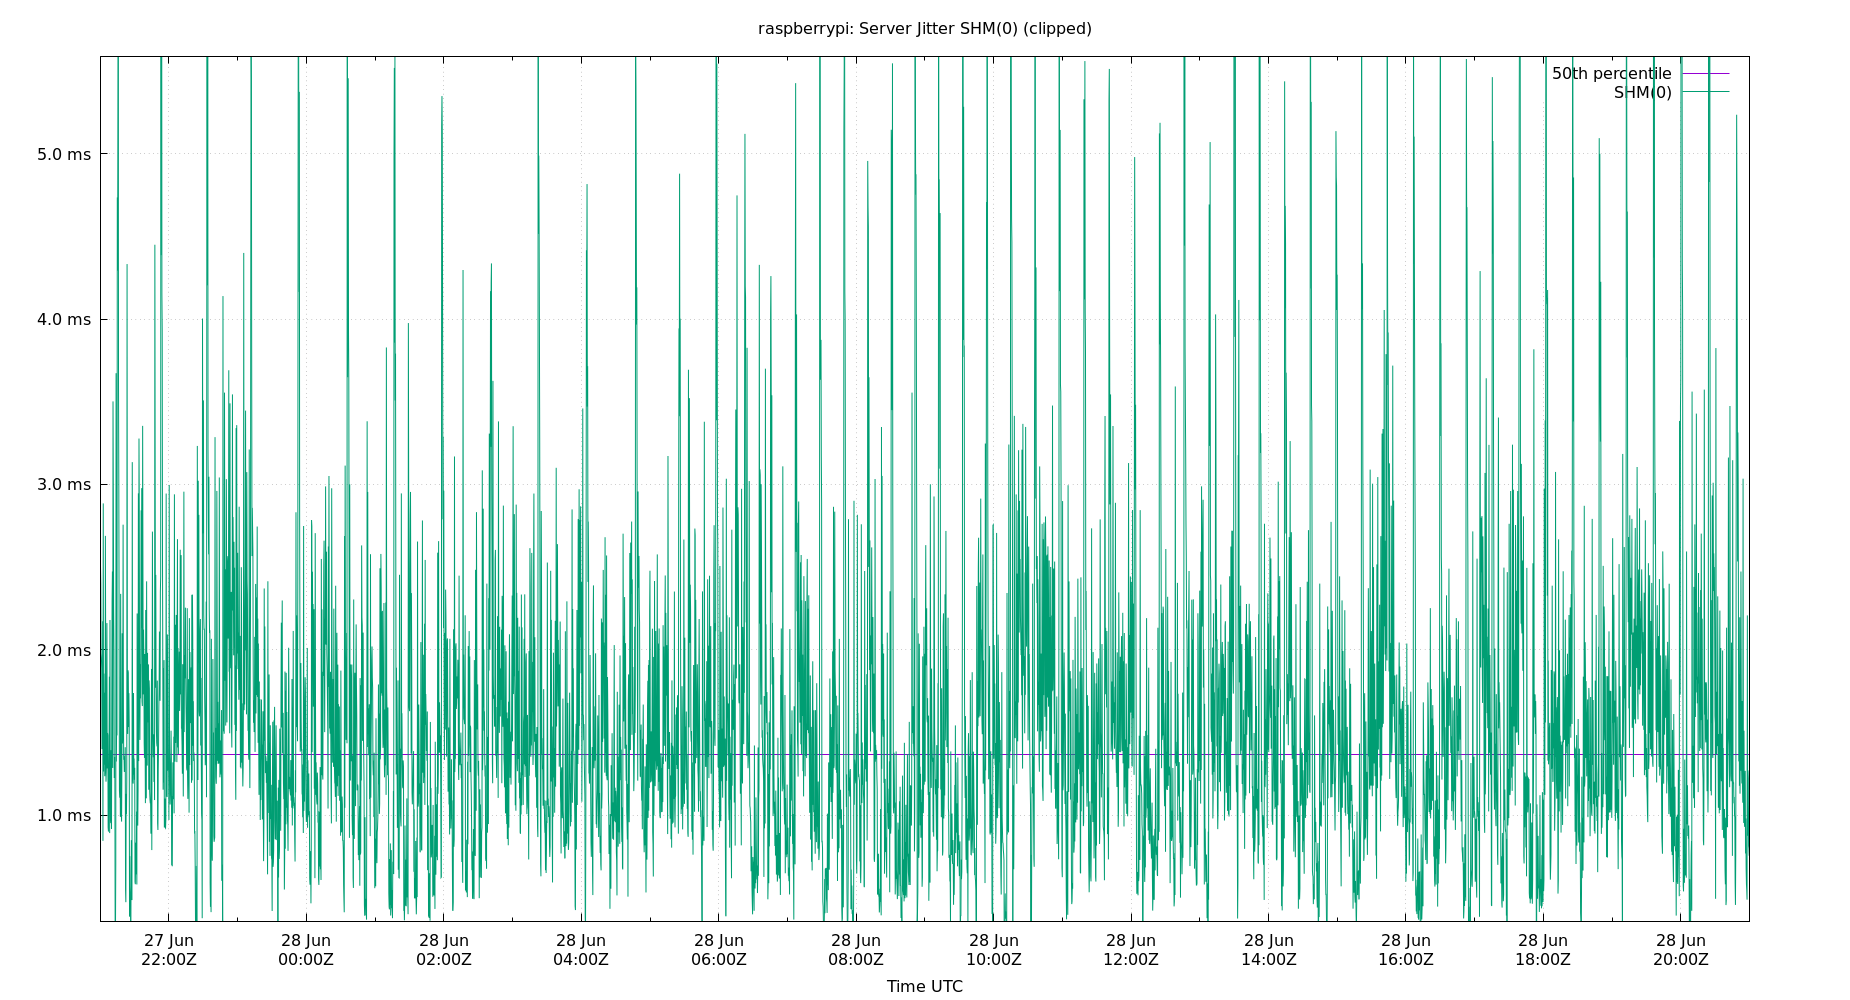 raspberrypi: Server Jitter SHM(0) (clipped)
50th percentile
SHM(0)
5.0 ms
4.0 ms
3.0 ms
2.0 ms
1.0 ms
27 Jun 28 Jun 28 Jun 28 Jun 28 Jun 28 Jun 28 Jun 28 Jun 28 Jun 28 Jun 28 Jun 28 Jun
22:00Z 00:00Z 02:00Z 04:00Z 06:00Z 08:00Z 10:00Z 12:00Z 14:00Z 16:00Z 18:00Z 20:00Z
Time UTC